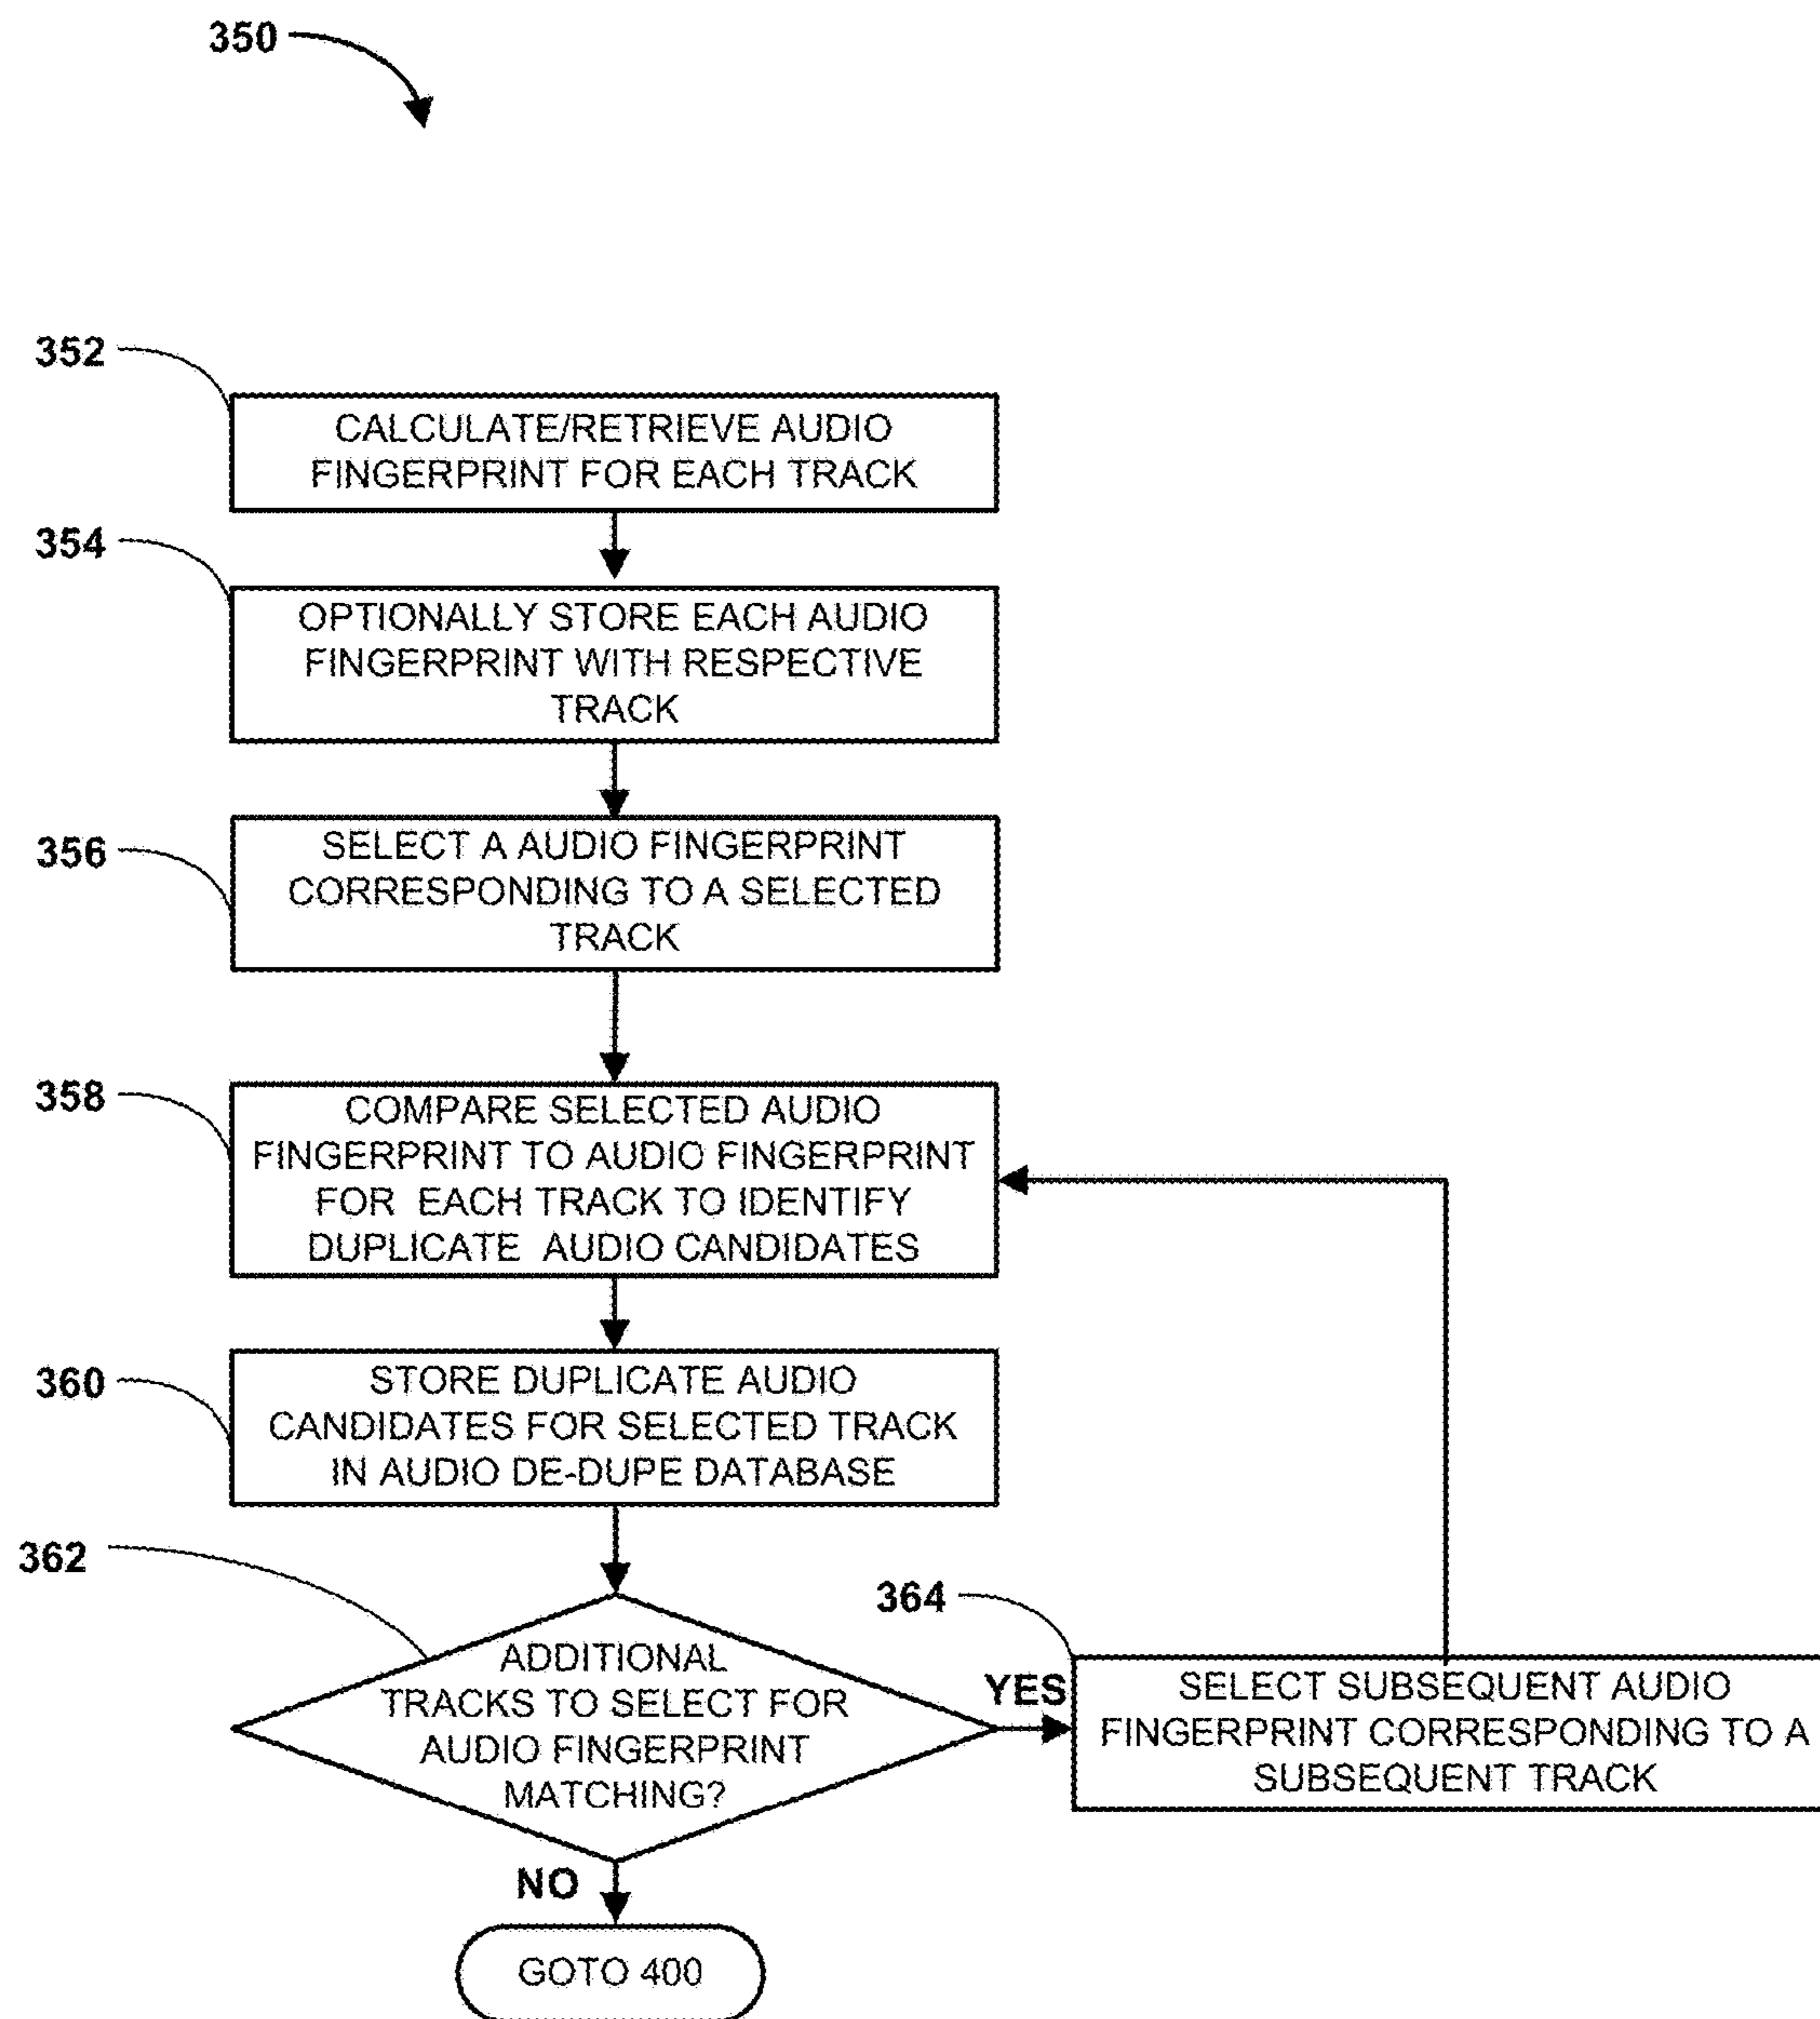 350
352
CALCULATE/RETRIEVE AUDIO
FINGERPRINT FOR EACH TRACK
354
OPTIONALLY STORE EACH AUDIO
FINGERPRINT WITH RESPECTIVE
TRACK
356
SELECT A AUDIO FINGERPRINT
CORRESPONDING TO A SELECTED
TRACK
358
COMPARE SELECTED AUDIO
FINGERPRINT TO AUDIO FINGERPRINT
FOR EACH TRACK TO IDENTIFY
DUPLICATE AUDIO CANDIDATES
360
STORE DUPLICATE AUDIO
CANDIDATES FOR SELECTED TRACK
IN AUDIO DE-DUPE DATABASE
362
ADDITIONAL
TRACKS TO SELECT FOR
AUDIO FINGERPRINT
MATCHING?
YES
364
SELECT SUBSEQUENT AUDIO
FINGERPRINT CORRESPONDING TO A
SUBSEQUENT TRACK
NO
GOTO 400